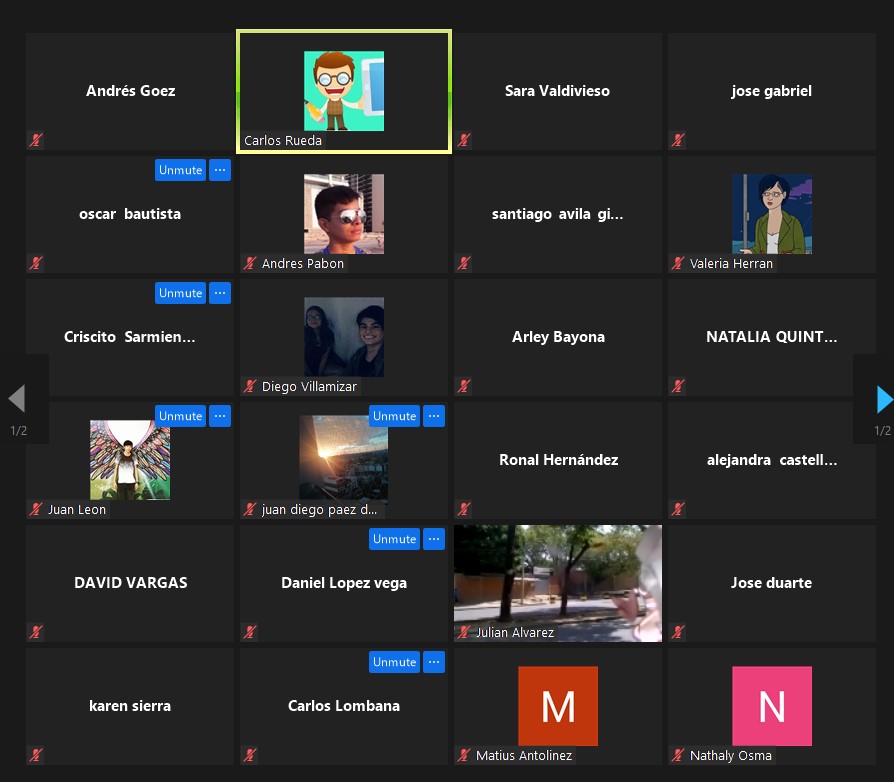 Andrés Goez
Carlos Rueda
Sara Valdivieso
jose gabriel
Unmute ...
oscar bautista
Andres Pabon
santiago avila gi...
Valeria Herran
Unmute ...
Criscito Sarmien...
Diego Villamizar
Arley Bayona
NATALIA QUINT...
1/2
1/2
Unmute ...
Juan Leon
Unmute ...
juan diego paez d...
Ronal Hernández
alejandra castell...
DAVID VARGAS
Unmute ...
Daniel Lopez vega
Julian Alvarez
Jose duarte
karen sierra
Unmute ...
Carlos Lombana
M
Matius Antolinez
N
Nathaly Osma